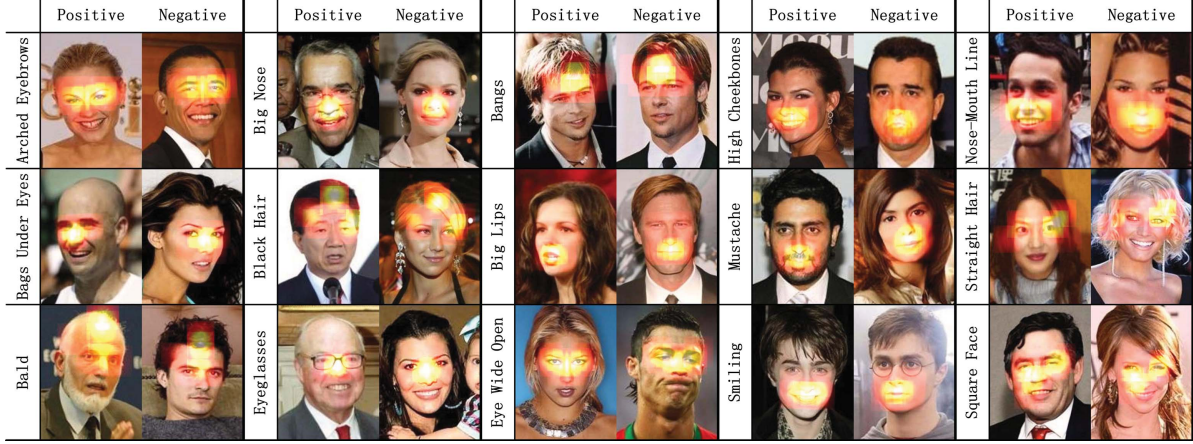 Positive Negative Positive Negative Positive Negative Positive Negative Positive Negative
Arched Eyebrows
Big Nose
Bangs
High Cheekbones
Nose-Mouth Line
Bags Under Eyes
Black Hair
Big Lips
Mustache
Straight Hair
Bald
Eyeglasses
Eye Wide Open
Smiling
Square Face